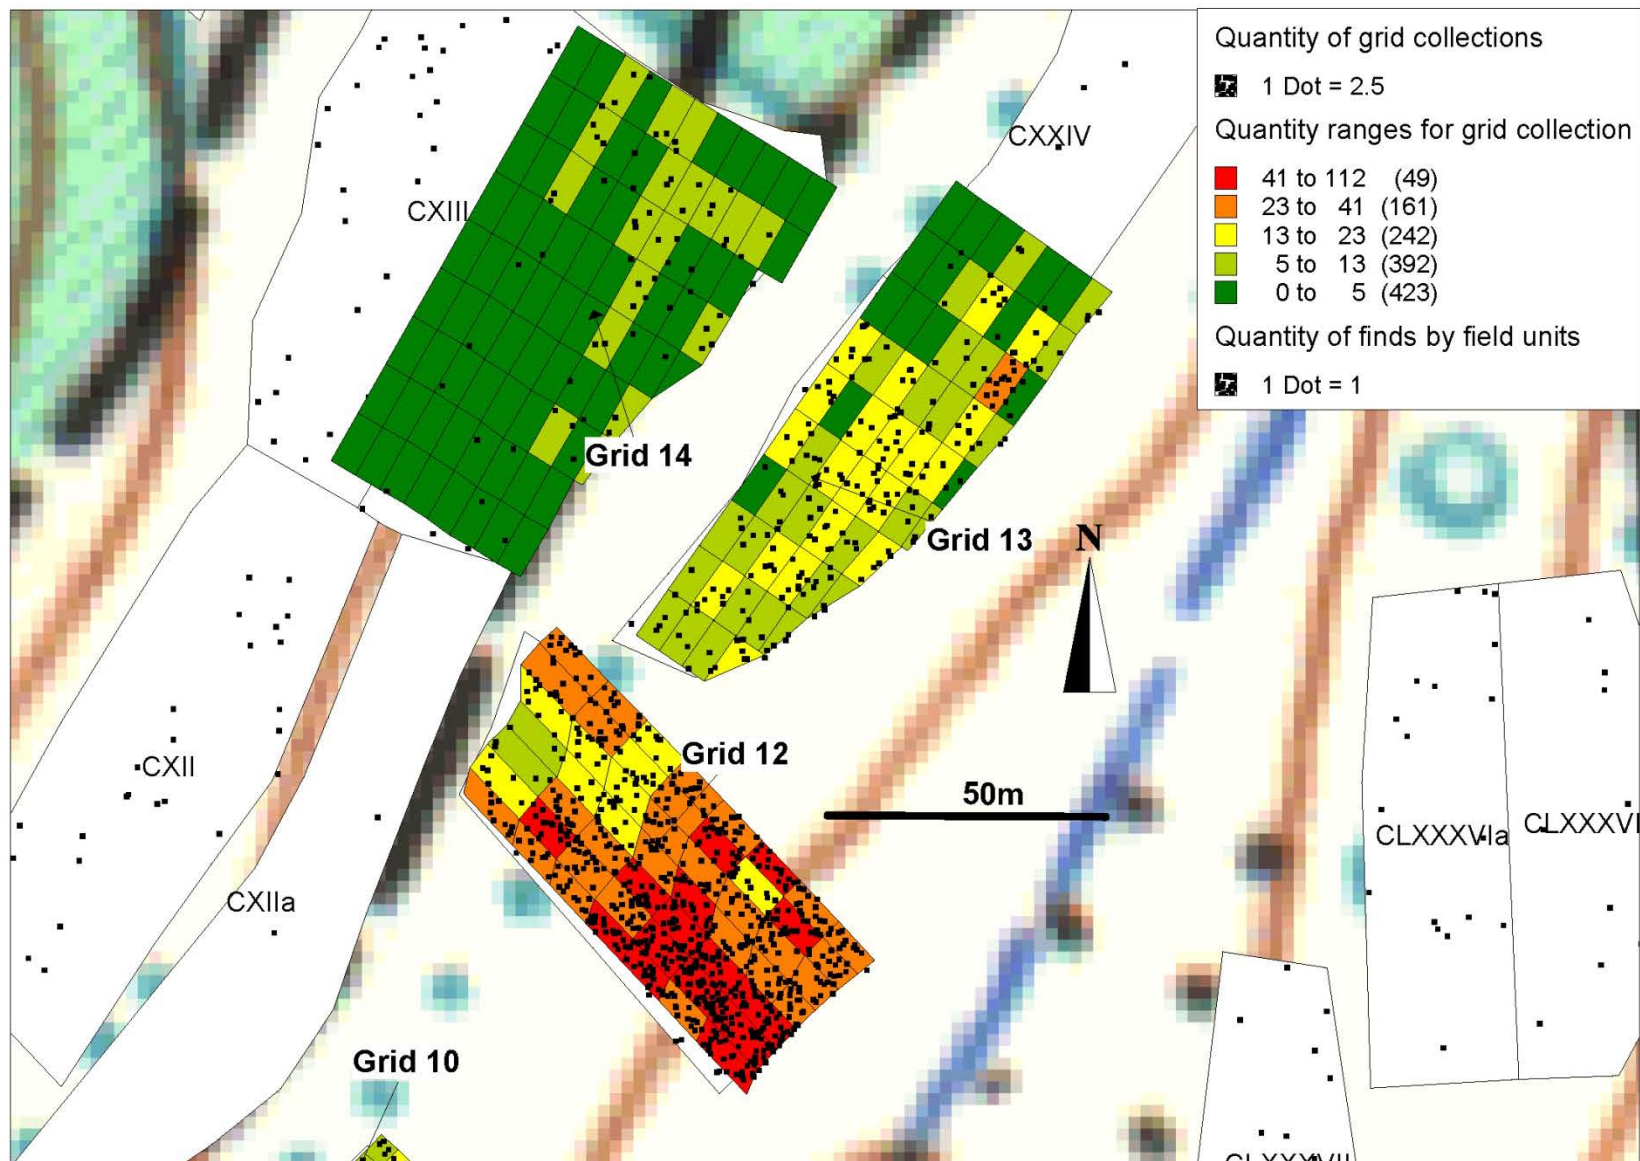 Quantity of grid collections
1 Dot = 2.5
Quantity ranges for grid collection
41 to 112 (49)
23 to 41 (161)
13 to 23 (242)
5 to 13 (392)
0 to 5 (423)
Quantity of finds by field units
1 Dot = 1
CXXIV
CXIII
Grid 14
Grid 13
N
Grid 12
CXII
50m
CLXXXVIa
CLXXXVI
CXIIa
Grid 10